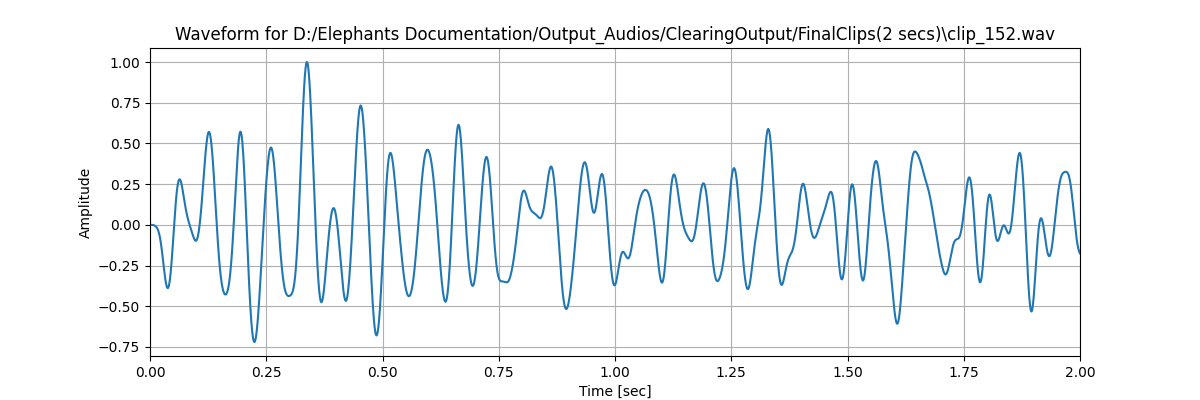 Waveform for D:/Elephants Documentation/Output_Audios/ClearingOutput/FinalClips(2 secs)\clip_152.wav
1.00
0.75
0.50
0.25
0.00
−0.25
−0.50
−0.75
Amplitude
0.00 0.25 0.50 0.75 1.00 1.25 1.50 1.75 2.00
Time [sec]